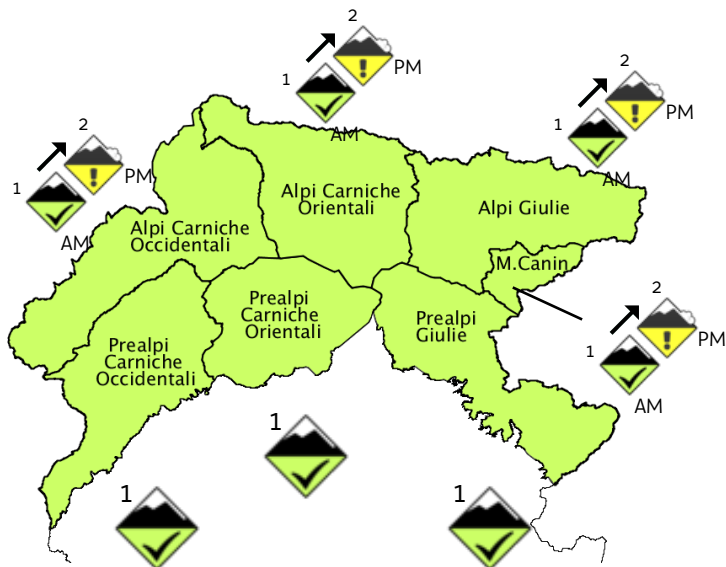 2
1
PM
AM
2
1
PM
AM
2
1
PM
AM
Alpi Carniche
Orientali
Alpi Giulie
Alpi Carniche
Occidentali
M.Canin
Prealpi
Carniche
Orientali
Prealpi
Giulie
Prealpi
Carniche
Occidentali
2
1
PM
AM
1
1
1